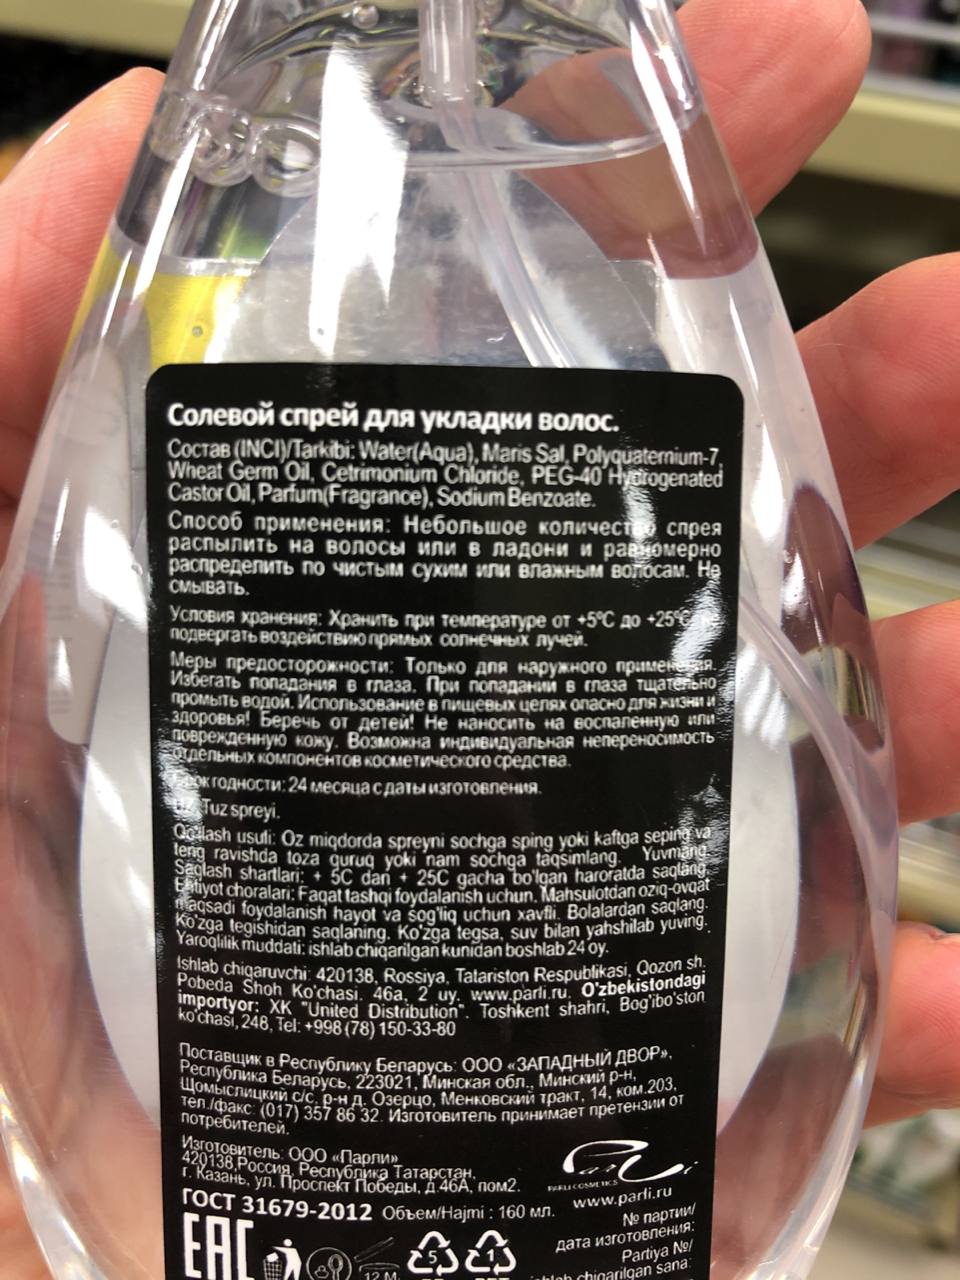 Солевой спрей для укладки волос.
Состав (INCI)/Tarkibi: Water(Aqua), Maris Sal, Polyquaternium-7,
Wheat Germ Oil, Cetrimonium Chloride, PEG-40 Hydrogenated
Castor Oil, Parfum(Fragrance), Sodium Benzoate.
Способ применения: Небольшое количество спрея
распылить на волосы или в ладони и равномерно
распределить по чистым сухим или влажным волосам. Не
смывать.
Условия хранения: Хранить при температуре от +5°C до +25°C, не
подвергать воздействию прямых солнечных лучей.
Меры предосторожности: Только для наружного применения.
Избегать попадания в глаза. При попадании в глаза тщательно
промыть водой. Использование в пищевых целях опасно для жизни и
здоровья! Беречь от детей! Не наносить на воспаленную или
поврежденную кожу. Возможна индивидуальная непереносимость
отдельных компонентов косметического средства.
Срок годности: 24 месяца с даты изготовления.
UZ Tuz spreyi.
Qo'llash usuli: Oz miqdorda spreyni sochga sping yoki kaftga seping va
teng ravishda toza quruq yoki nam sochga taqsimlang. Yuvmang.
Saqlash shartlari: + 5C dan + 25C gacha bo'lgan haroratda saqlang.
Ehtiyot choralari: Faqat tashqi foydalanish uchun. Mahsulotdan oziq-ovqat
maqsadi foydalanish hayot va sog'liq uchun xavfli. Bolalardan saqlang.
Ko'zga tegishidan saqlaning. Ko'zga tegsa, suv bilan yahshilab yuving.
Yaroqlilik muddati: ishlab chiqarilgan kunidan boshlab 24 oy.
Ishlab chiqaruvchi: 420138, Rossiya, Tatariston Respublikasi, Qozon sh.
Pobeda Shoh Ko'chasi. 46a, 2 uy. www.parli.ru. O'zbekistondagi
importyor: XK "United Distribution". Toshkent shahri, Bog'ibo'ston
ko'chasi, 248, Tel: +998 (78) 150-33-80
Поставщик в Республику Беларусь: ООО «ЗАПАДНЫЙ ДВОР»,
Республика Беларусь, 223021, Минская обл., Минский р-н,
Щомыслицкий с/с, р-н д. Озерцо, Менковский тракт, 14, ком.203,
тел./факс: (017) 357 86 32. Изготовитель принимает претензии от
потребителей.
Изготовитель: ООО «Парли»
420138,Россия, Республика Татарстан,
г. Казань, ул. Проспект Победы, д.46А, пом2.
Parli
PARLI COSMETICS
www.parli.ru
ГОСТ 31679-2012 Объем/Hajmi : 160 мл.
№ партии/
дата изготовления:
Partiya №/
ishlab chiqarilgan sana:
EAC
12 M
5
1